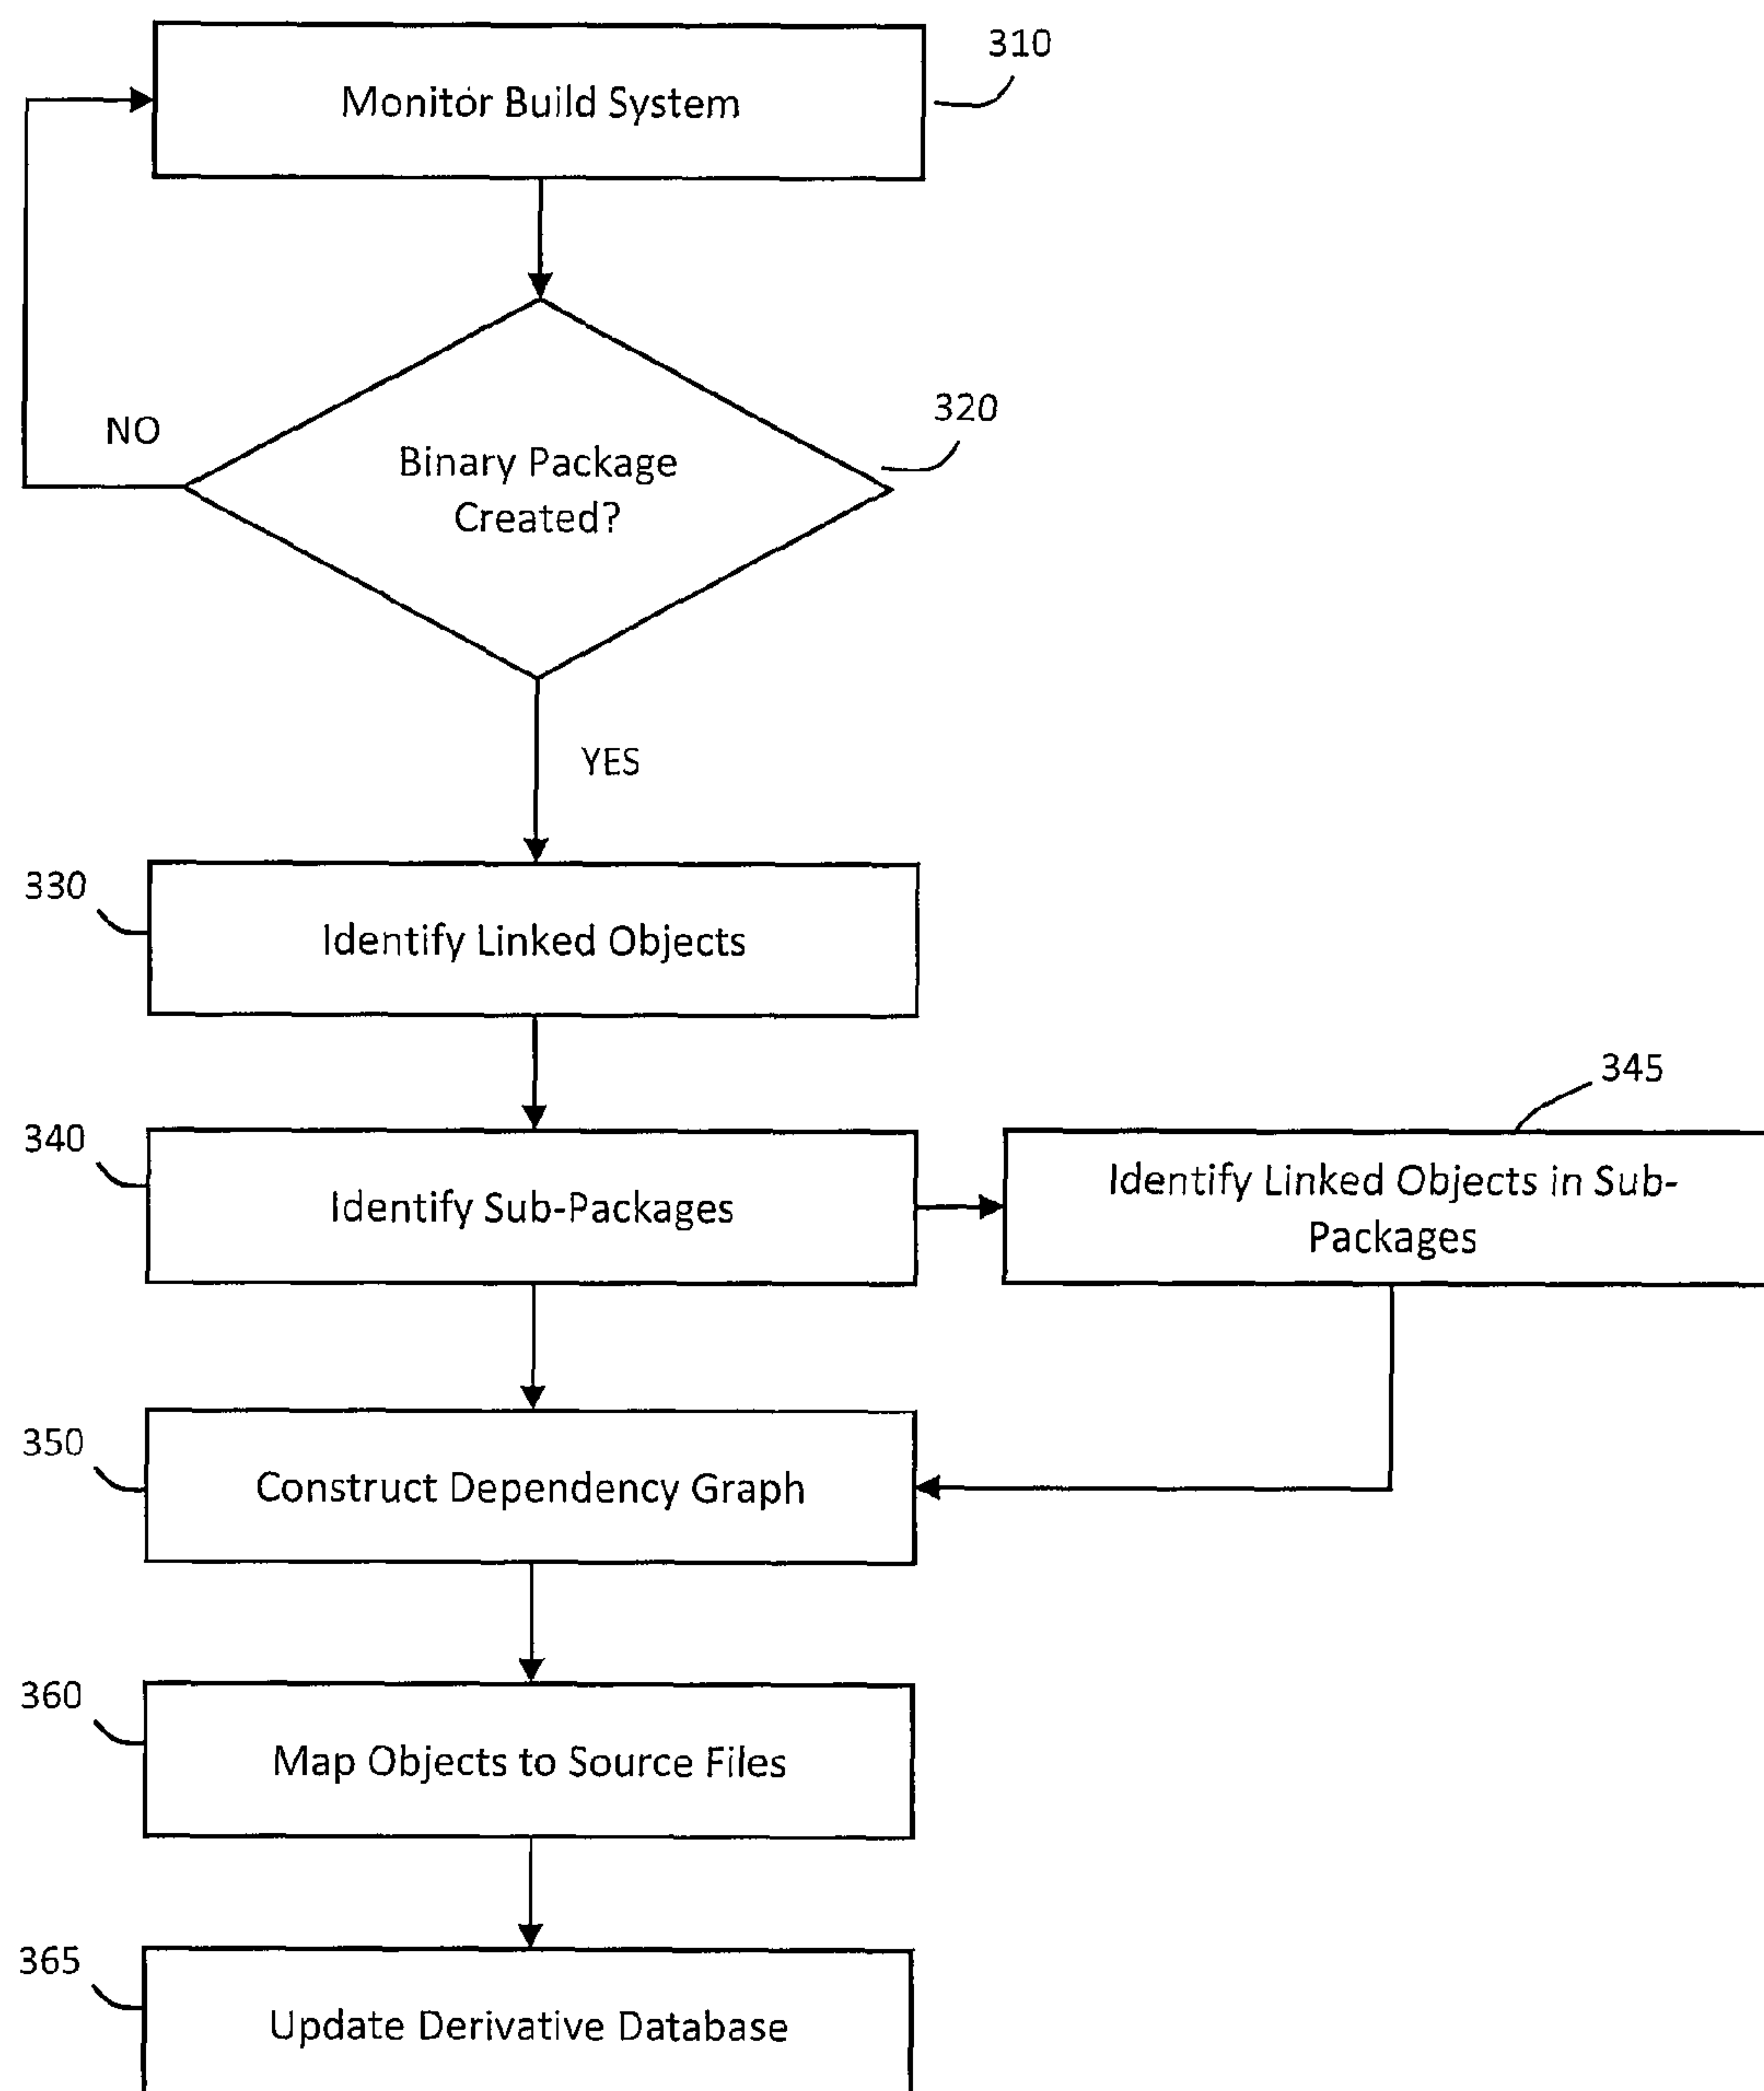 310
Monitor Build System
320
NO
Binary Package
Created?
YES
330
Identify Linked Objects
345
340
Identify Sub-Packages
Identify Linked Objects in Sub-
Packages
350
Construct Dependency Graph
360
Map Objects to Source Files
365
Update Derivative Database